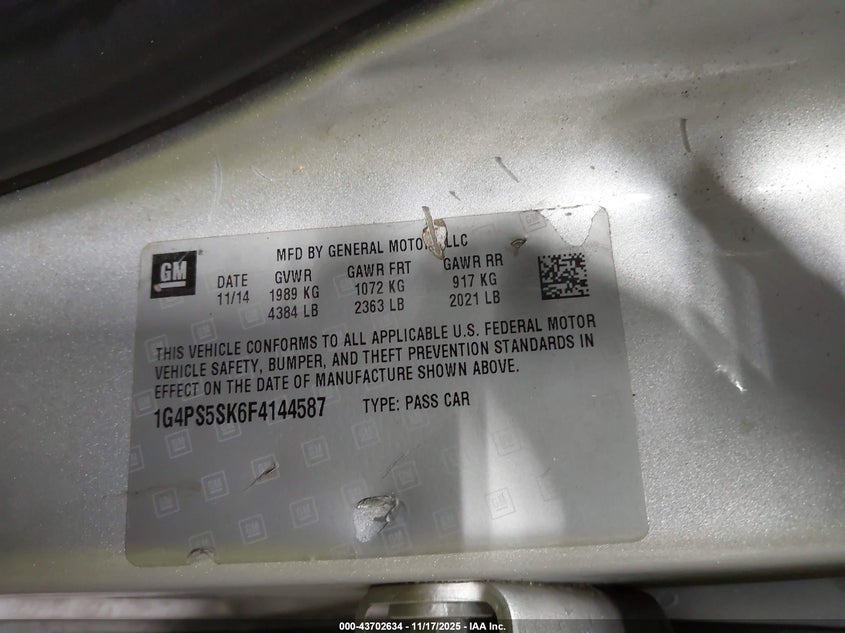 MFD BY GENERAL MOTORS LLC
GM
DATE GVWR GAWR FRT GAWR RR
11/14 1989 KG 1072 KG 917 KG
4384 LB 2363 LB 2021 LB
THIS VEHICLE CONFORMS TO ALL APPLICABLE U.S. FEDERAL MOTOR
VEHICLE SAFETY, BUMPER, AND THEFT PREVENTION STANDARDS IN
EFFECT ON THE DATE OF MANUFACTURE SHOWN ABOVE.
1G4PS5SK6F4144587 TYPE: PASS CAR
000-43702634 - 11/17/2025 - IAA Inc.